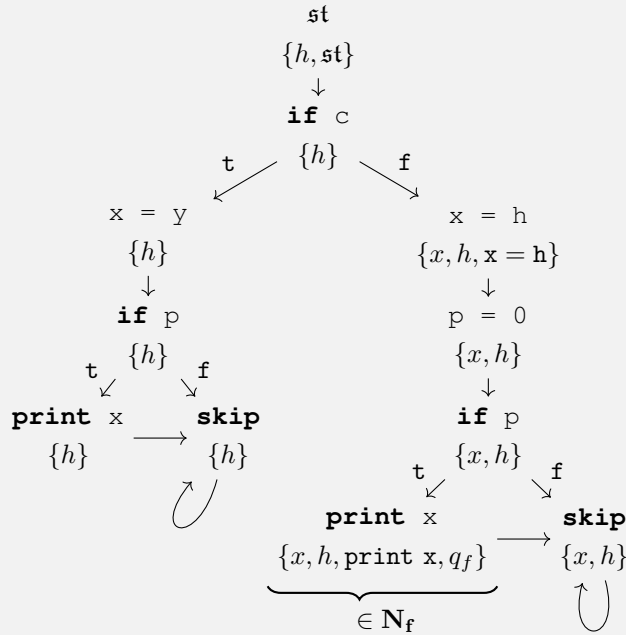 𝔰𝔱
{h, 𝔰𝔱}
if c
t {h} f
x = y x = h
{h} {x, h, x = h}
if p p = 0
{h} {x, h}
t f
print x skip if p
{h} {h} {x, h}
t f
print x skip
{x, h, print x, q_f} {x, h}
∈ N_f